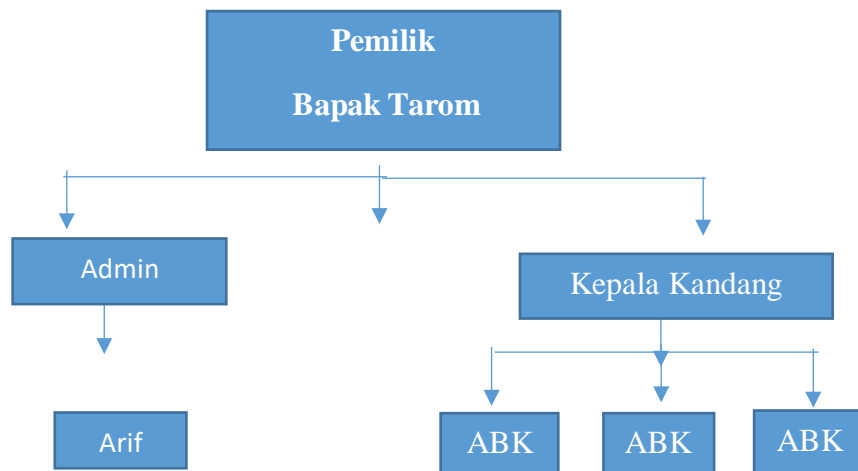 Pemilik
Bapak Tarom
Admin
Kepala Kandang
Arif
ABK
ABK
ABK